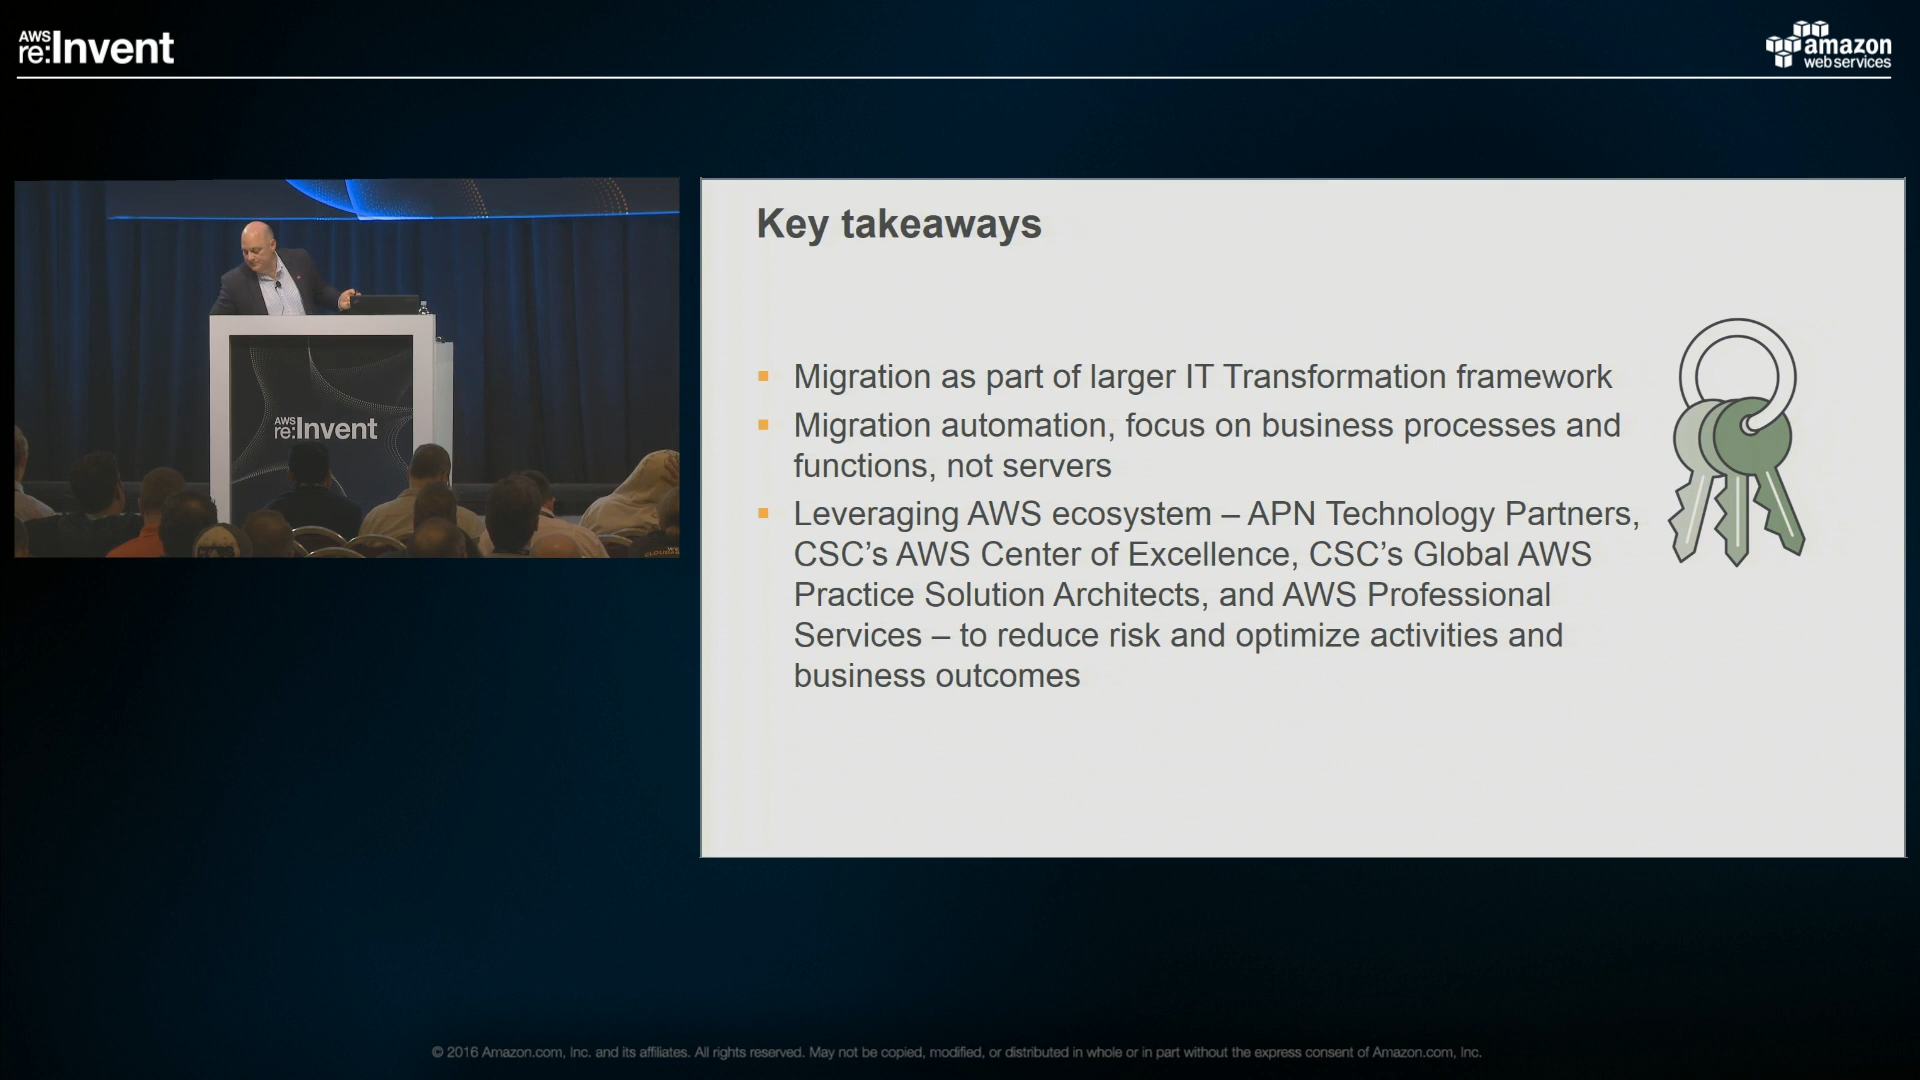 AWS
re:Invent
amazon
web services
AWS
re:Invent
Key takeaways
Migration as part of larger IT Transformation framework
Migration automation, focus on business processes and
functions, not servers
Leveraging AWS ecosystem – APN Technology Partners,
CSC’s AWS Center of Excellence, CSC’s Global AWS
Practice Solution Architects, and AWS Professional
Services – to reduce risk and optimize activities and
business outcomes
© 2016 Amazon.com, Inc. and its affiliates. All rights reserved. May not be copied, modified, or distributed in whole or in part without the express consent of Amazon.com, Inc.